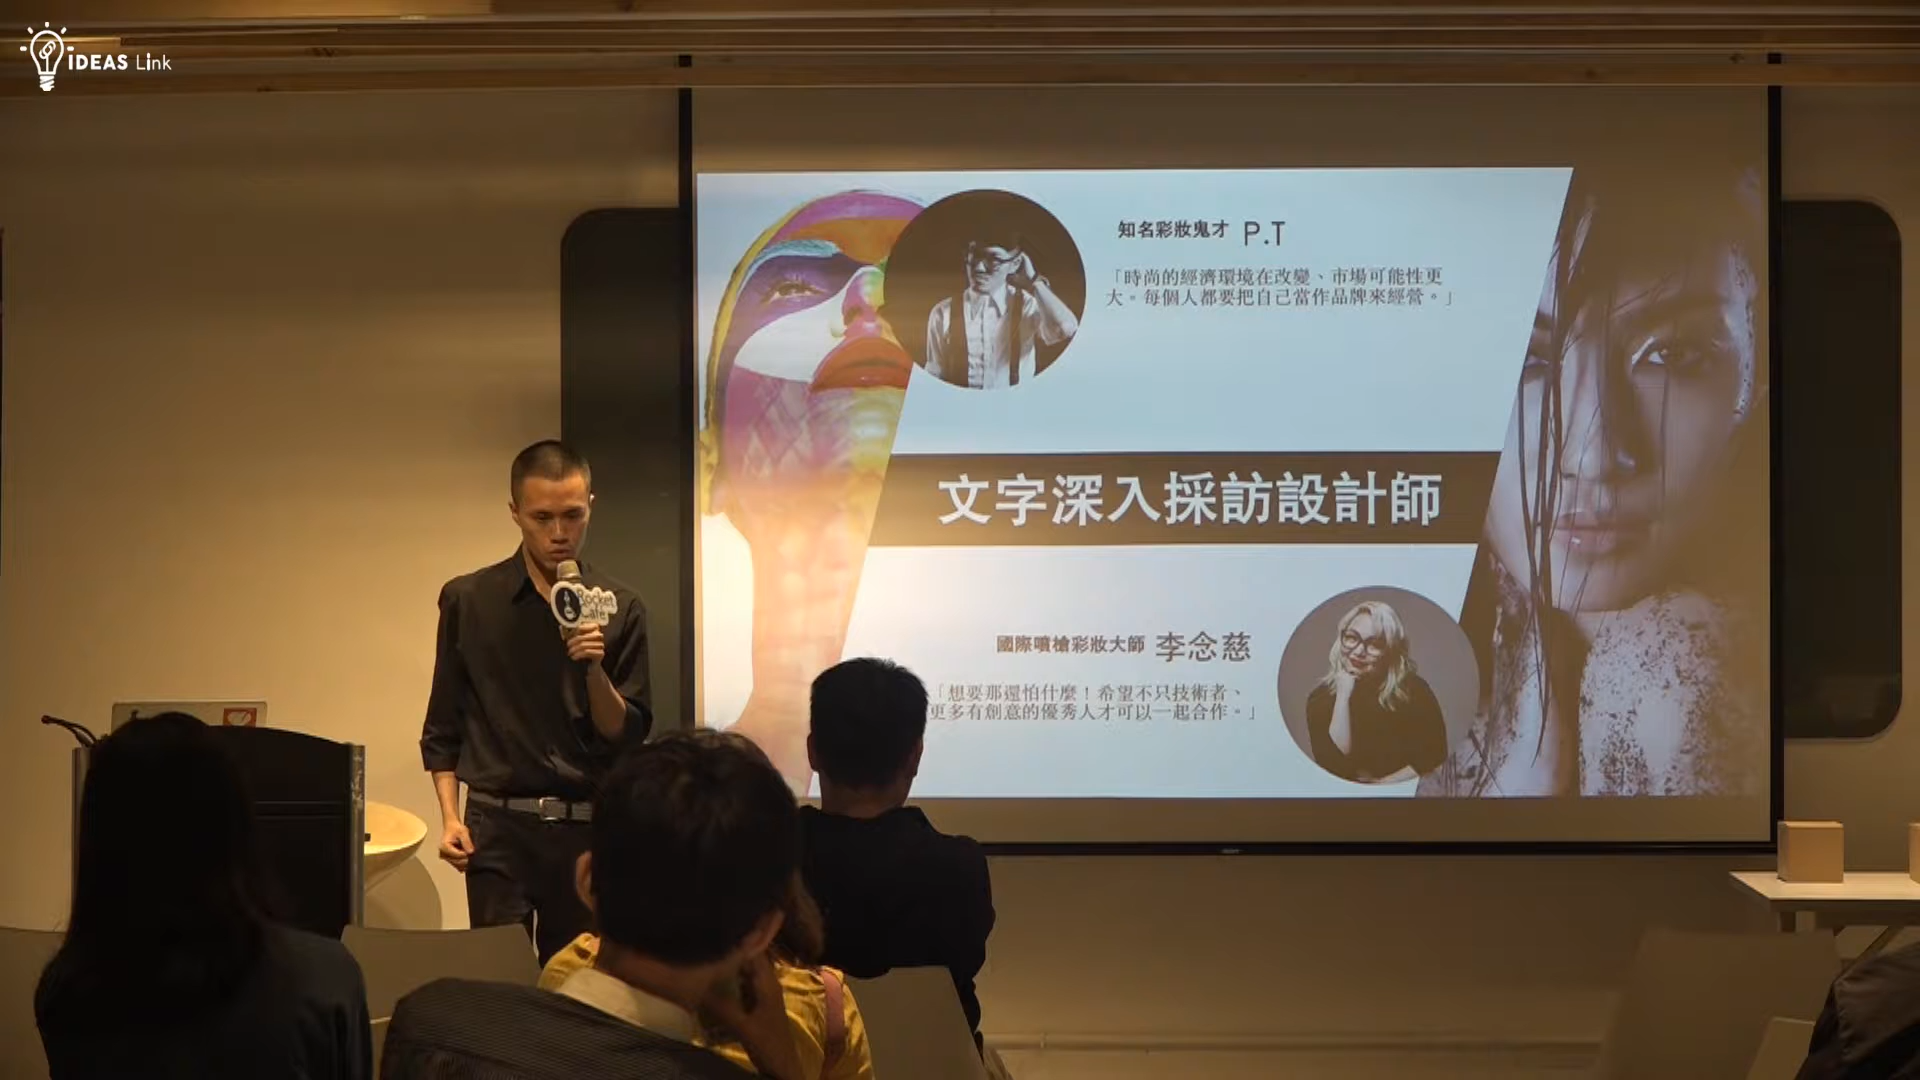 IDEAS Link
知名彩妝鬼才 P.T
「時尚的經濟環境在改變、市場可能性更
大。每個人都要把自己當作品牌來經營。」
文字深入採訪設計師
國際噴槍彩妝大師 李念慈
「想要那還怕什麼！希望不只技術者、
更多有創意的優秀人才可以一起合作。」
Rocket
Café